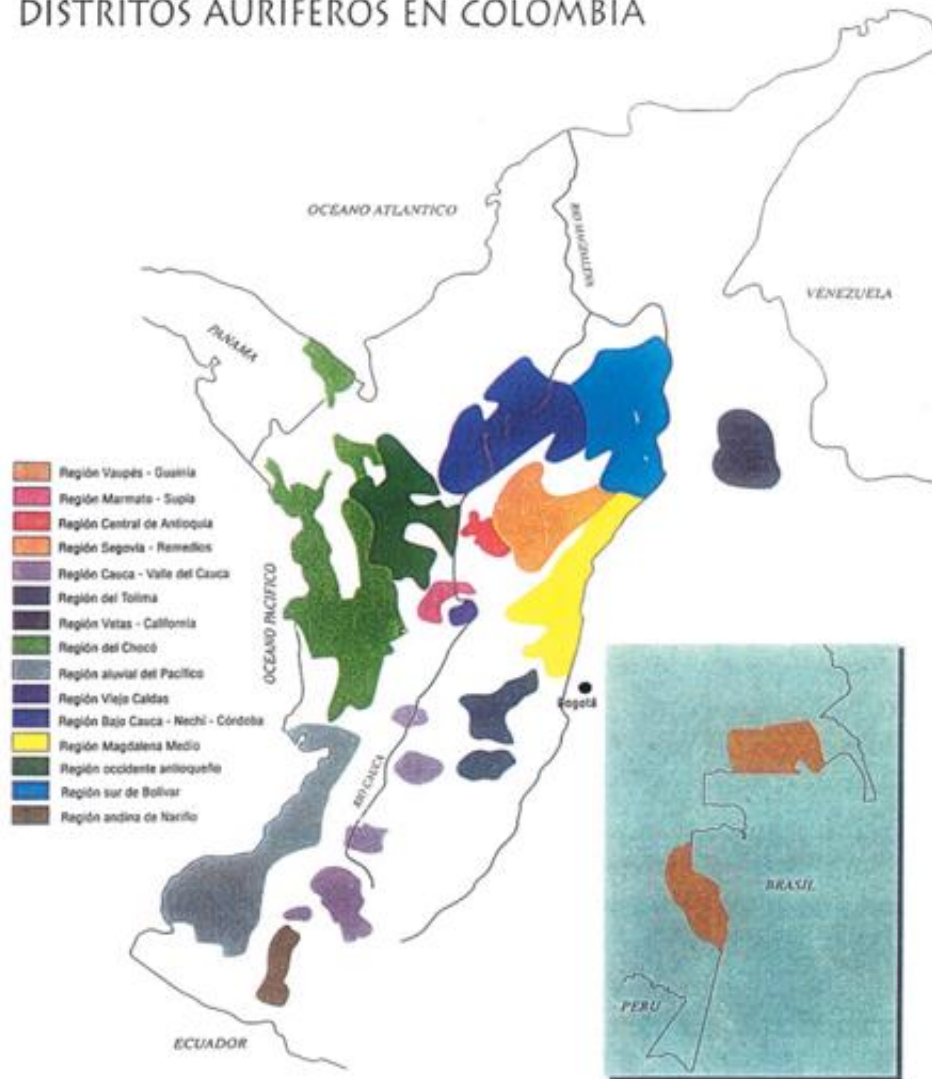 DISTRITOS AURÍFEROS EN COLOMBIA
OCEANO ATLANTICO
RIO MAGDALENA
VENEZUELA
PANAMA
Región Vaupés - Guainía
Región Marmato - Supía
Región Central de Antioquia
Región Segovia - Remedios
Región Cauca - Valle del Cauca
Región del Tolima
Región Vetas - California
Región del Chocó
Región aluvial del Pacífico
Región Viejo Caldas
Región Bajo Cauca - Nechí - Córdoba
Región Magdalena Medio
Región occidente antioqueño
Región sur de Bolívar
Región andina de Nariño
OCEANO PACIFICO
Bogotá
RIO CAUCA
BRASIL
PERU
ECUADOR